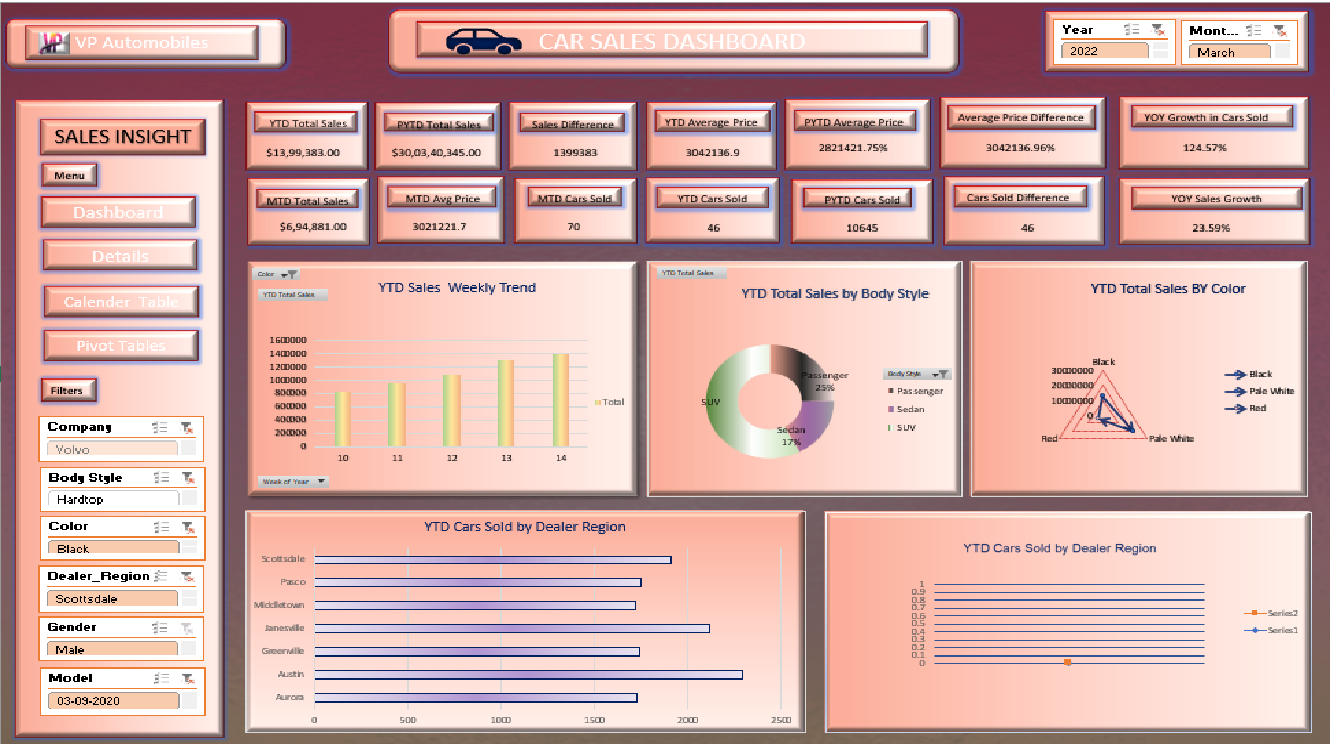 VP Automobiles
CAR SALES DASHBOARD
Year
2022
Mont...
March
SALES INSIGHT
Menu
Dashboard
Details
Calender Table
Pivot Tables
Filters
Company
Volvo
Body Style
Hardtop
Color
Black
Dealer_Region
Scottsdale
Gender
Male
Model
03-09-2020
YTD Total Sales
$13,99,383.00
PYTD Total Sales
$30,03,40,345.00
Sales Difference
1399383
YTD Average Price
3042136.9
PYTD Average Price
2821421.75%
Average Price Difference
3042136.96%
YOY Growth in Cars Sold
124.57%
MTD Total Sales
$6,94,881.00
MTD Avg Price
3021221.7
MTD Cars Sold
70
YTD Cars Sold
46
PYTD Cars Sold
10645
Cars Sold Difference
46
YOY Sales Growth
23.59%
Color
YTD Total Sales
YTD Sales Weekly Trend
1600000
1400000
1200000
1000000
800000
600000
400000
200000
0
10 11 12 13 14
Total
Week of Year
YTD Total Sales
YTD Total Sales by Body Style
Passenger
25%
SUV
Sedan
17%
Body Style
Passenger
Sedan
SUV
YTD Total Sales BY Color
Black
30000000
20000000
10000000
0
Red
Pale White
Black
Pale White
Red
YTD Cars Sold by Dealer Region
Scottsdale
Pasco
Middletown
Janesville
Greenville
Austin
Aurora
0 500 1000 1500 2000 2500
YTD Cars Sold by Dealer Region
1
0.9
0.8
0.7
0.6
0.5
0.4
0.3
0.2
0.1
0
Series2
Series1